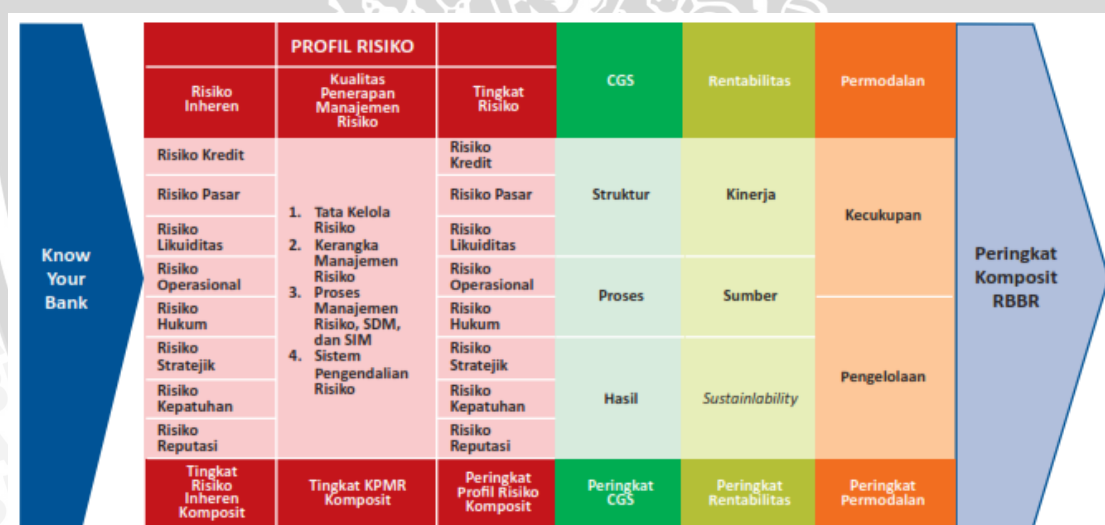 Know
Your
Bank
PROFIL RISIKO
Risiko
Inheren
Kualitas
Penerapan
Manajemen
Risiko
Tingkat
Risiko
CGS
Rentabilitas
Permodalan
Risiko Kredit
Risiko Pasar
Risiko
Likuiditas
Risiko
Operasional
Risiko
Hukum
Risiko
Stratejik
Risiko
Kepatuhan
Risiko
Reputasi
1. Tata Kelola
Risiko
2. Kerangka
Manajemen
Risiko
3. Proses
Manajemen
Risiko, SDM,
dan SIM
4. Sistem
Pengendalian
Risiko
Risiko
Kredit
Risiko Pasar
Risiko
Likuiditas
Risiko
Operasional
Risiko
Hukum
Risiko
Stratejik
Risiko
Kepatuhan
Risiko
Reputasi
Struktur
Proses
Hasil
Kinerja
Sumber
Sustainlability
Kecukupan
Pengelolaan
Tingkat
Risiko
Inheren
Komposit
Tingkat KPMR
Komposit
Peringkat
Profil Risiko
Komposit
Peringkat
CGS
Peringkat
Rentabilitas
Peringkat
Permodalan
Peringkat
Komposit
RBBR